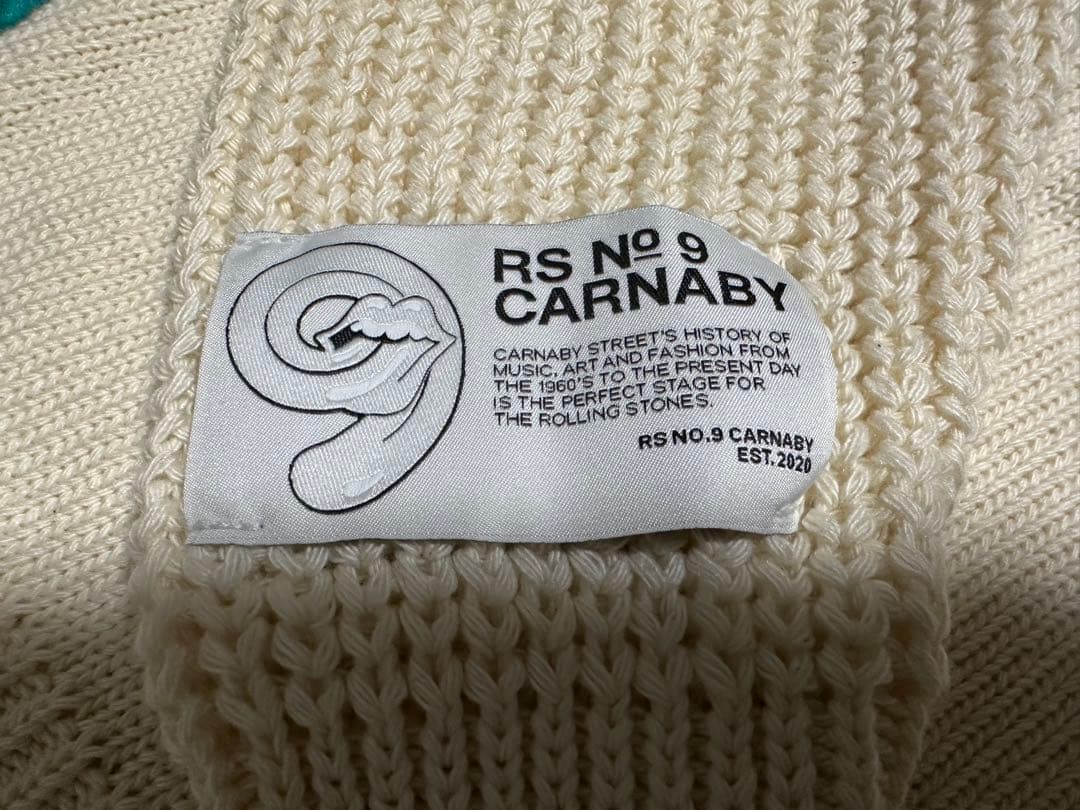 RS Nº 9
CARNABY
CARNABY STREET'S HISTORY OF
MUSIC, ART AND FASHION FROM
THE 1960'S TO THE PRESENT DAY
IS THE PERFECT STAGE FOR
THE ROLLING STONES.
RS NO.9 CARNABY
EST.2020